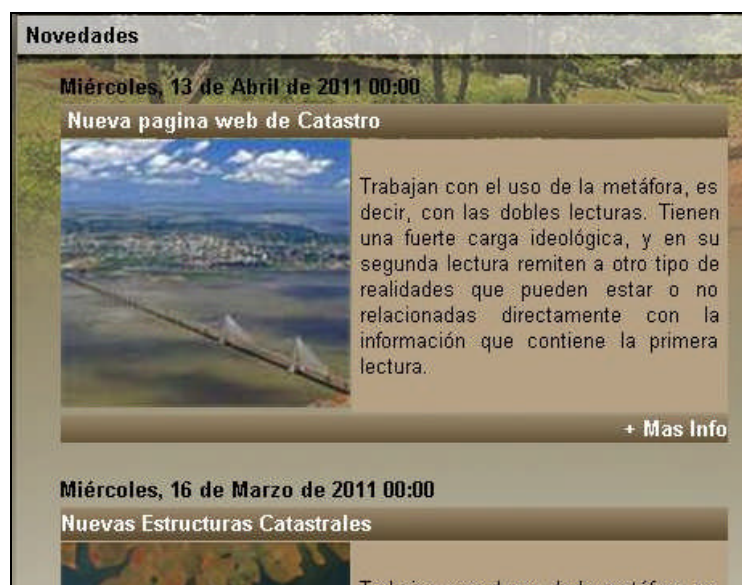 Novedades
Miércoles, 13 de Abril de 2011 00:00
Nueva pagina web de Catastro
Trabajan con el uso de la metáfora, es
decir, con las dobles lecturas. Tienen
una fuerte carga ideológica, y en su
segunda lectura remiten a otro tipo de
realidades que pueden estar o no
relacionadas directamente con la
información que contiene la primera
lectura.
+ Mas Info
Miércoles, 16 de Marzo de 2011 00:00
Nuevas Estructuras Catastrales